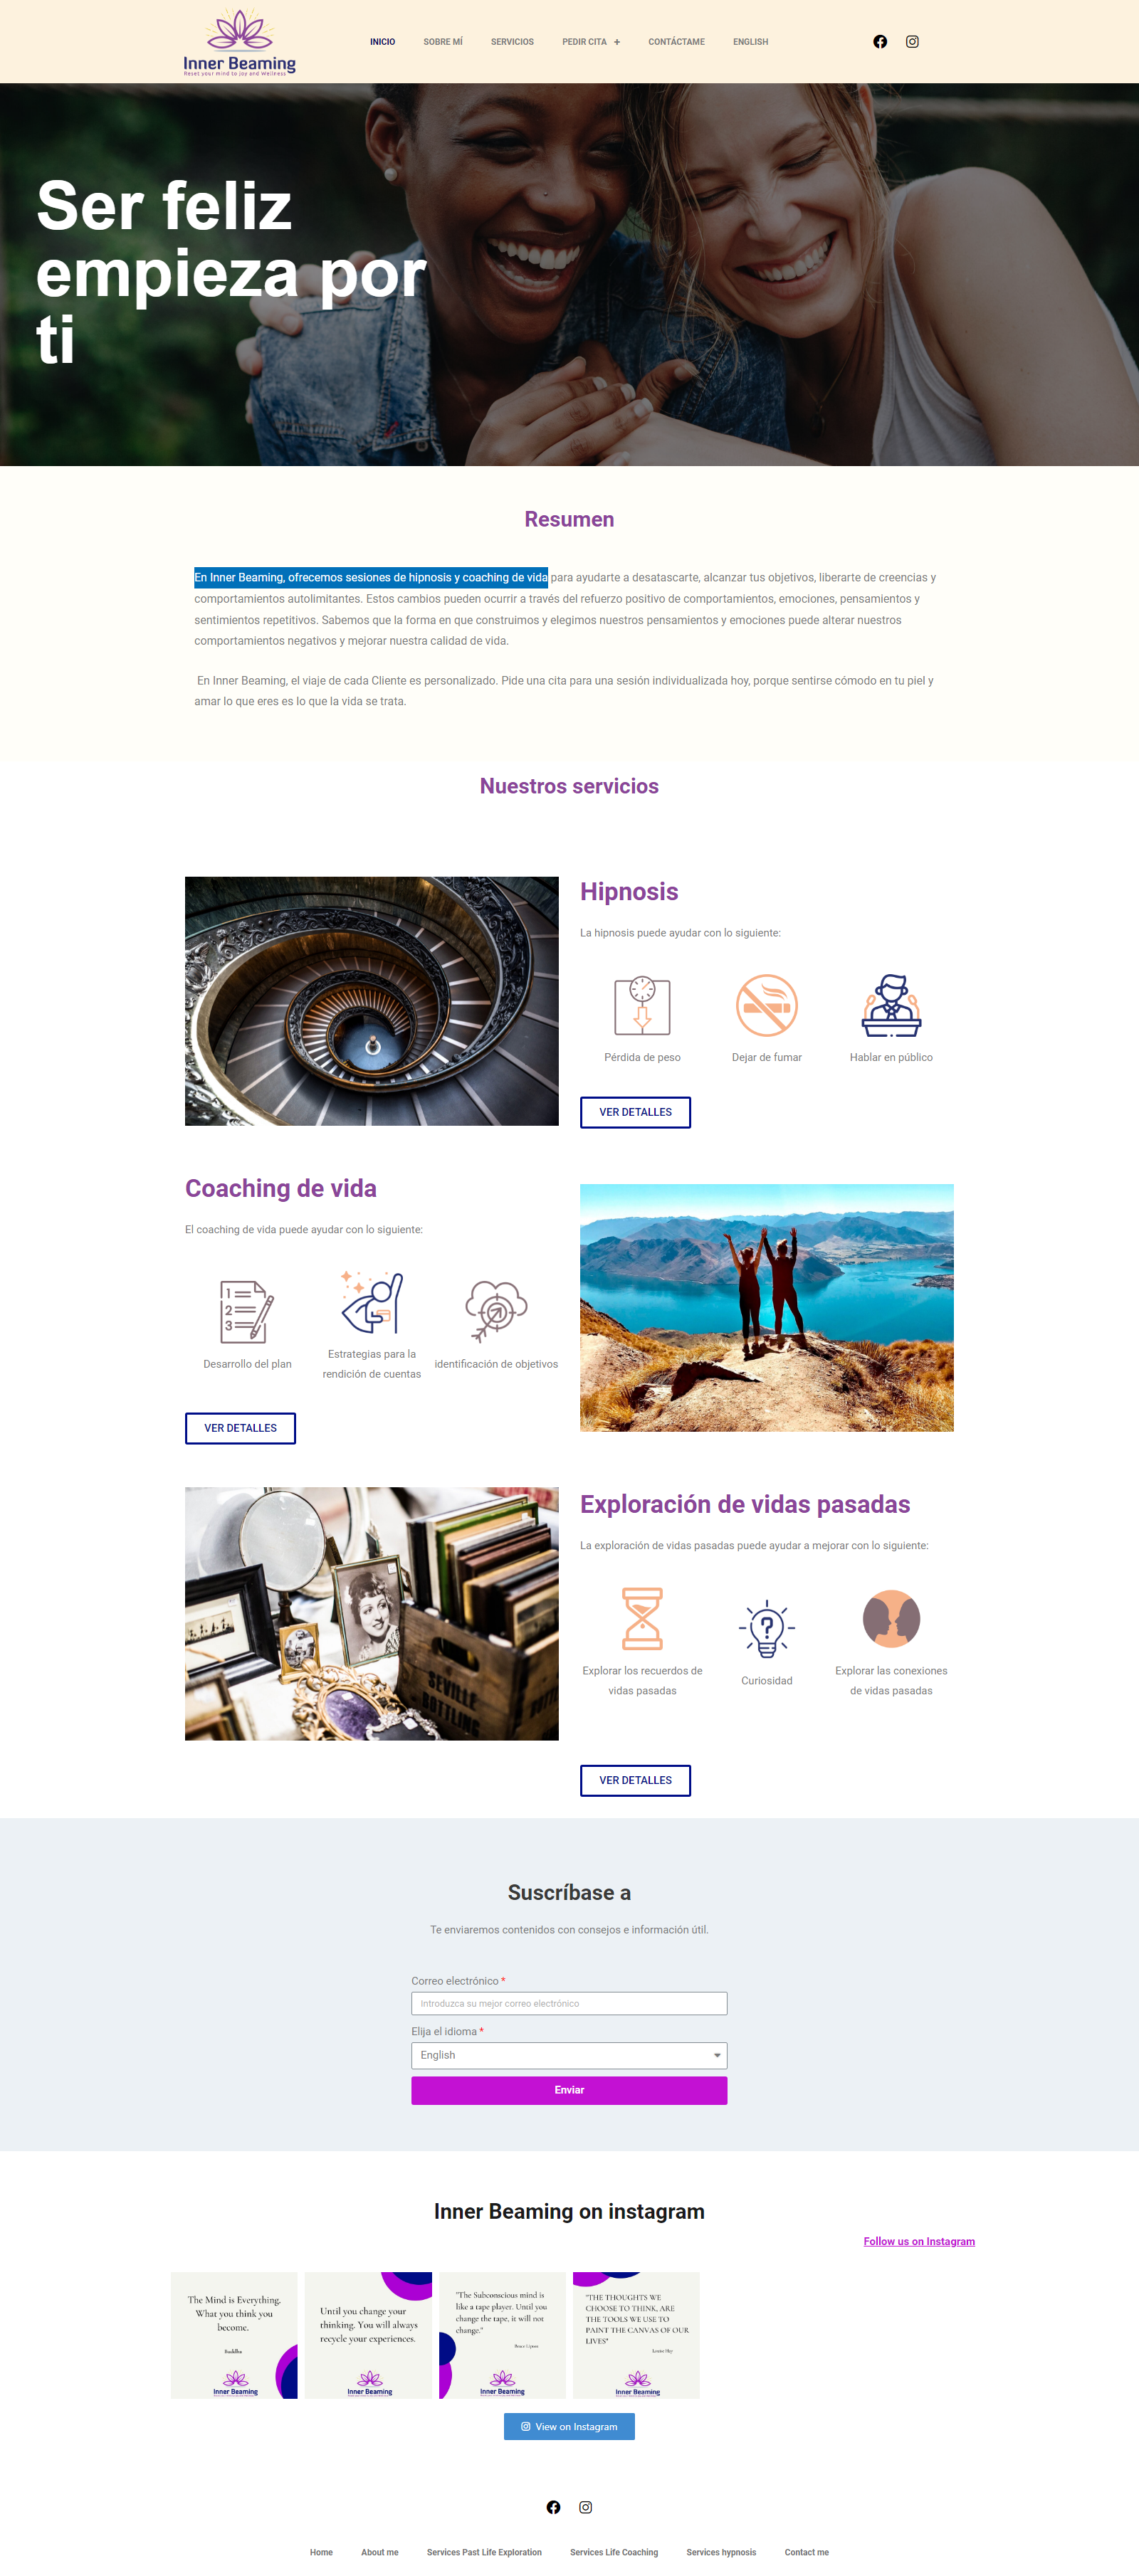 Inner Beaming
Reset your mind to joy and Wellness
INICIO
SOBRE MÍ
SERVICIOS
PEDIR CITA +
CONTÁCTAME
ENGLISH
Ser feliz
empieza por
ti
Resumen
En Inner Beaming, ofrecemos sesiones de hipnosis y coaching de vida para ayudarte a desatascarte, alcanzar tus objetivos, liberarte de creencias y
comportamientos autolimitantes. Estos cambios pueden ocurrir a través del refuerzo positivo de comportamientos, emociones, pensamientos y
sentimientos repetitivos. Sabemos que la forma en que construimos y elegimos nuestros pensamientos y emociones puede alterar nuestros
comportamientos negativos y mejorar nuestra calidad de vida.
En Inner Beaming, el viaje de cada Cliente es personalizado. Pide una cita para una sesión individualizada hoy, porque sentirse cómodo en tu piel y
amar lo que eres es lo que la vida se trata.
Nuestros servicios
Hipnosis
La hipnosis puede ayudar con lo siguiente:
Pérdida de peso
Dejar de fumar
Hablar en público
VER DETALLES
Coaching de vida
El coaching de vida puede ayudar con lo siguiente:
1
2
3
Desarrollo del plan
Estrategias para la
rendición de cuentas
identificación de objetivos
VER DETALLES
SEVILLE
BOTTLING
Exploración de vidas pasadas
La exploración de vidas pasadas puede ayudar a mejorar con lo siguiente:
?
Explorar los recuerdos de
vidas pasadas
Curiosidad
Explorar las conexiones
de vidas pasadas
VER DETALLES
Suscríbase a
Te enviaremos contenidos con consejos e información útil.
Correo electrónico *
Introduzca su mejor correo electrónico
Elija el idioma *
English
Enviar
Inner Beaming on instagram
Follow us on Instagram
The Mind is Everything.
What you think you
become.
Buddha
Inner Beaming
Until you change your
thinking. You will always
recycle your experiences.
Inner Beaming
"The Subconscious mind is
like a tape player. Until you
change the tape, it will not
change."
Bruce Lipton
Inner Beaming
"THE THOUGHTS WE
CHOOSE TO THINK, ARE
THE TOOLS WE USE TO
PAINT THE CANVAS OF OUR
LIVES"
Louise Hay
Inner Beaming
View on Instagram
Home
About me
Services Past Life Exploration
Services Life Coaching
Services hypnosis
Contact me